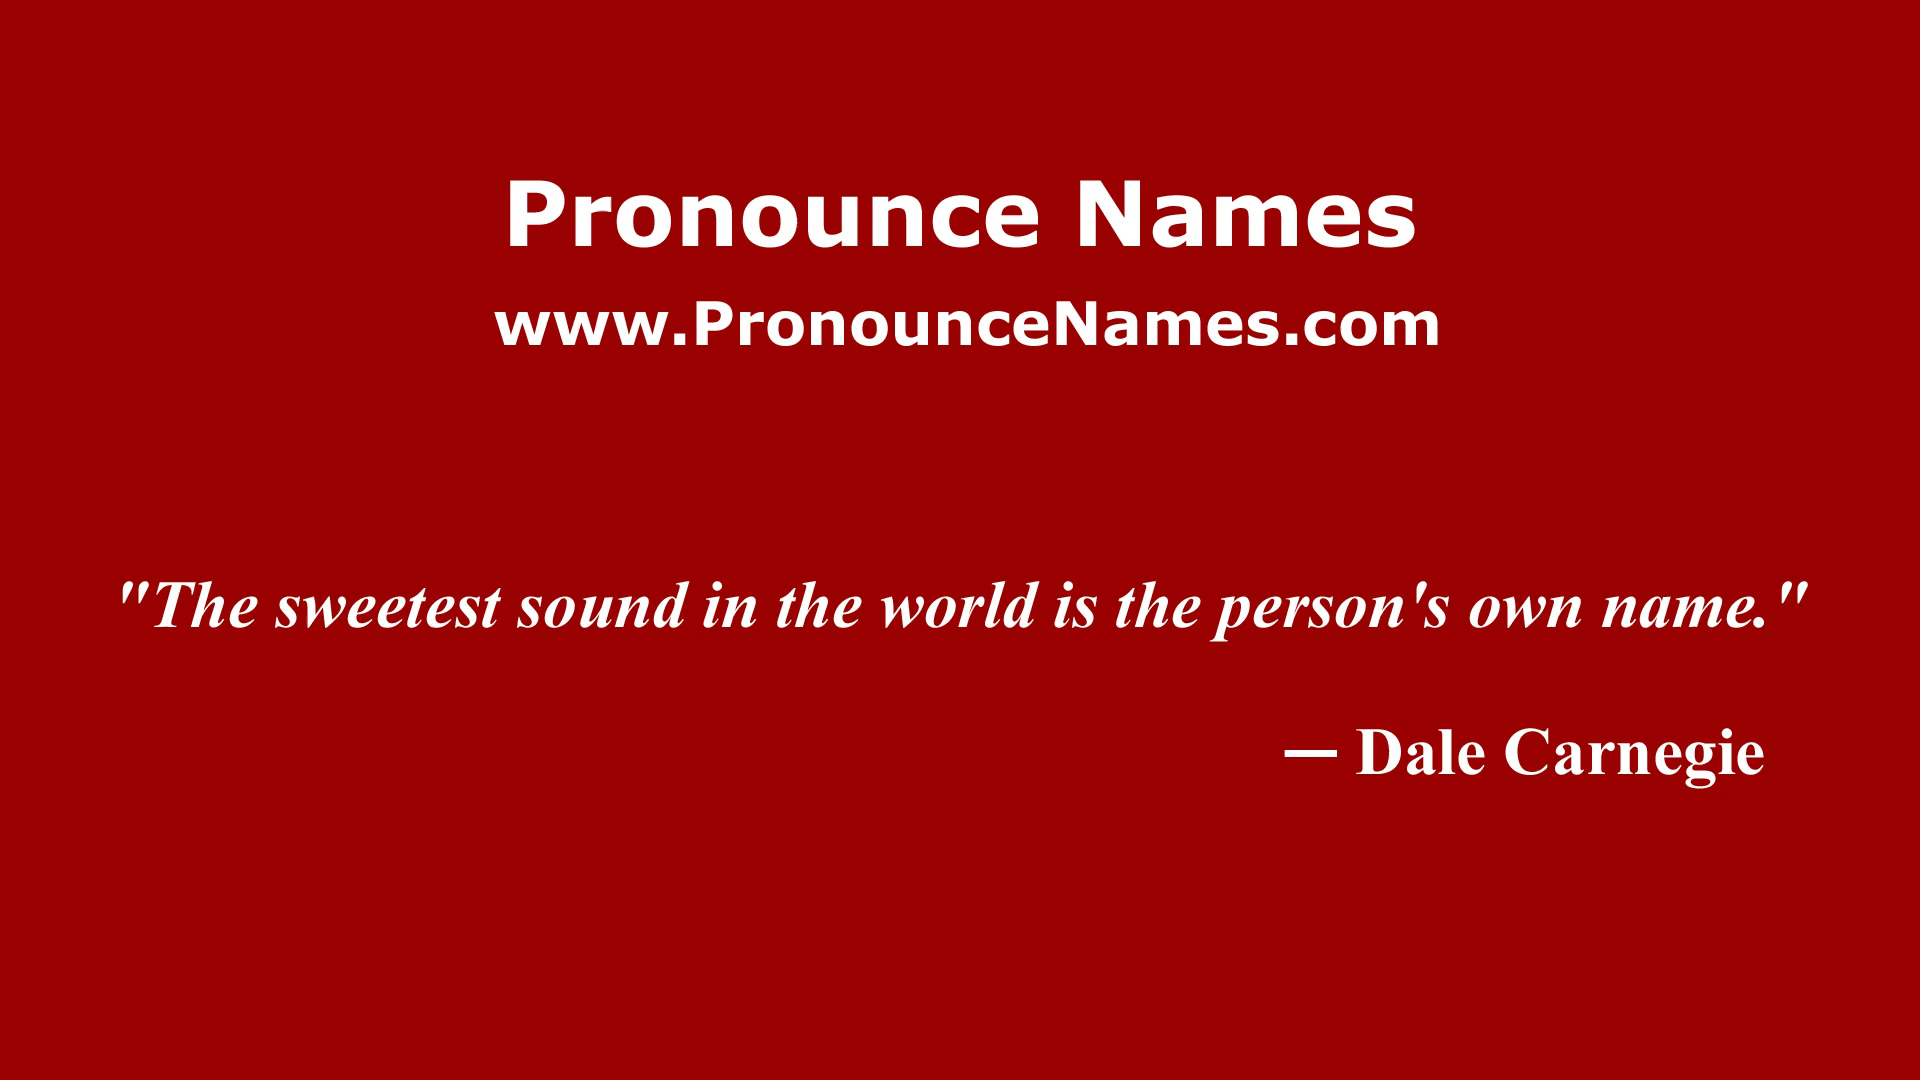 Pronounce Names
www.PronounceNames.com
"The sweetest sound in the world is the person's own name."
— Dale Carnegie